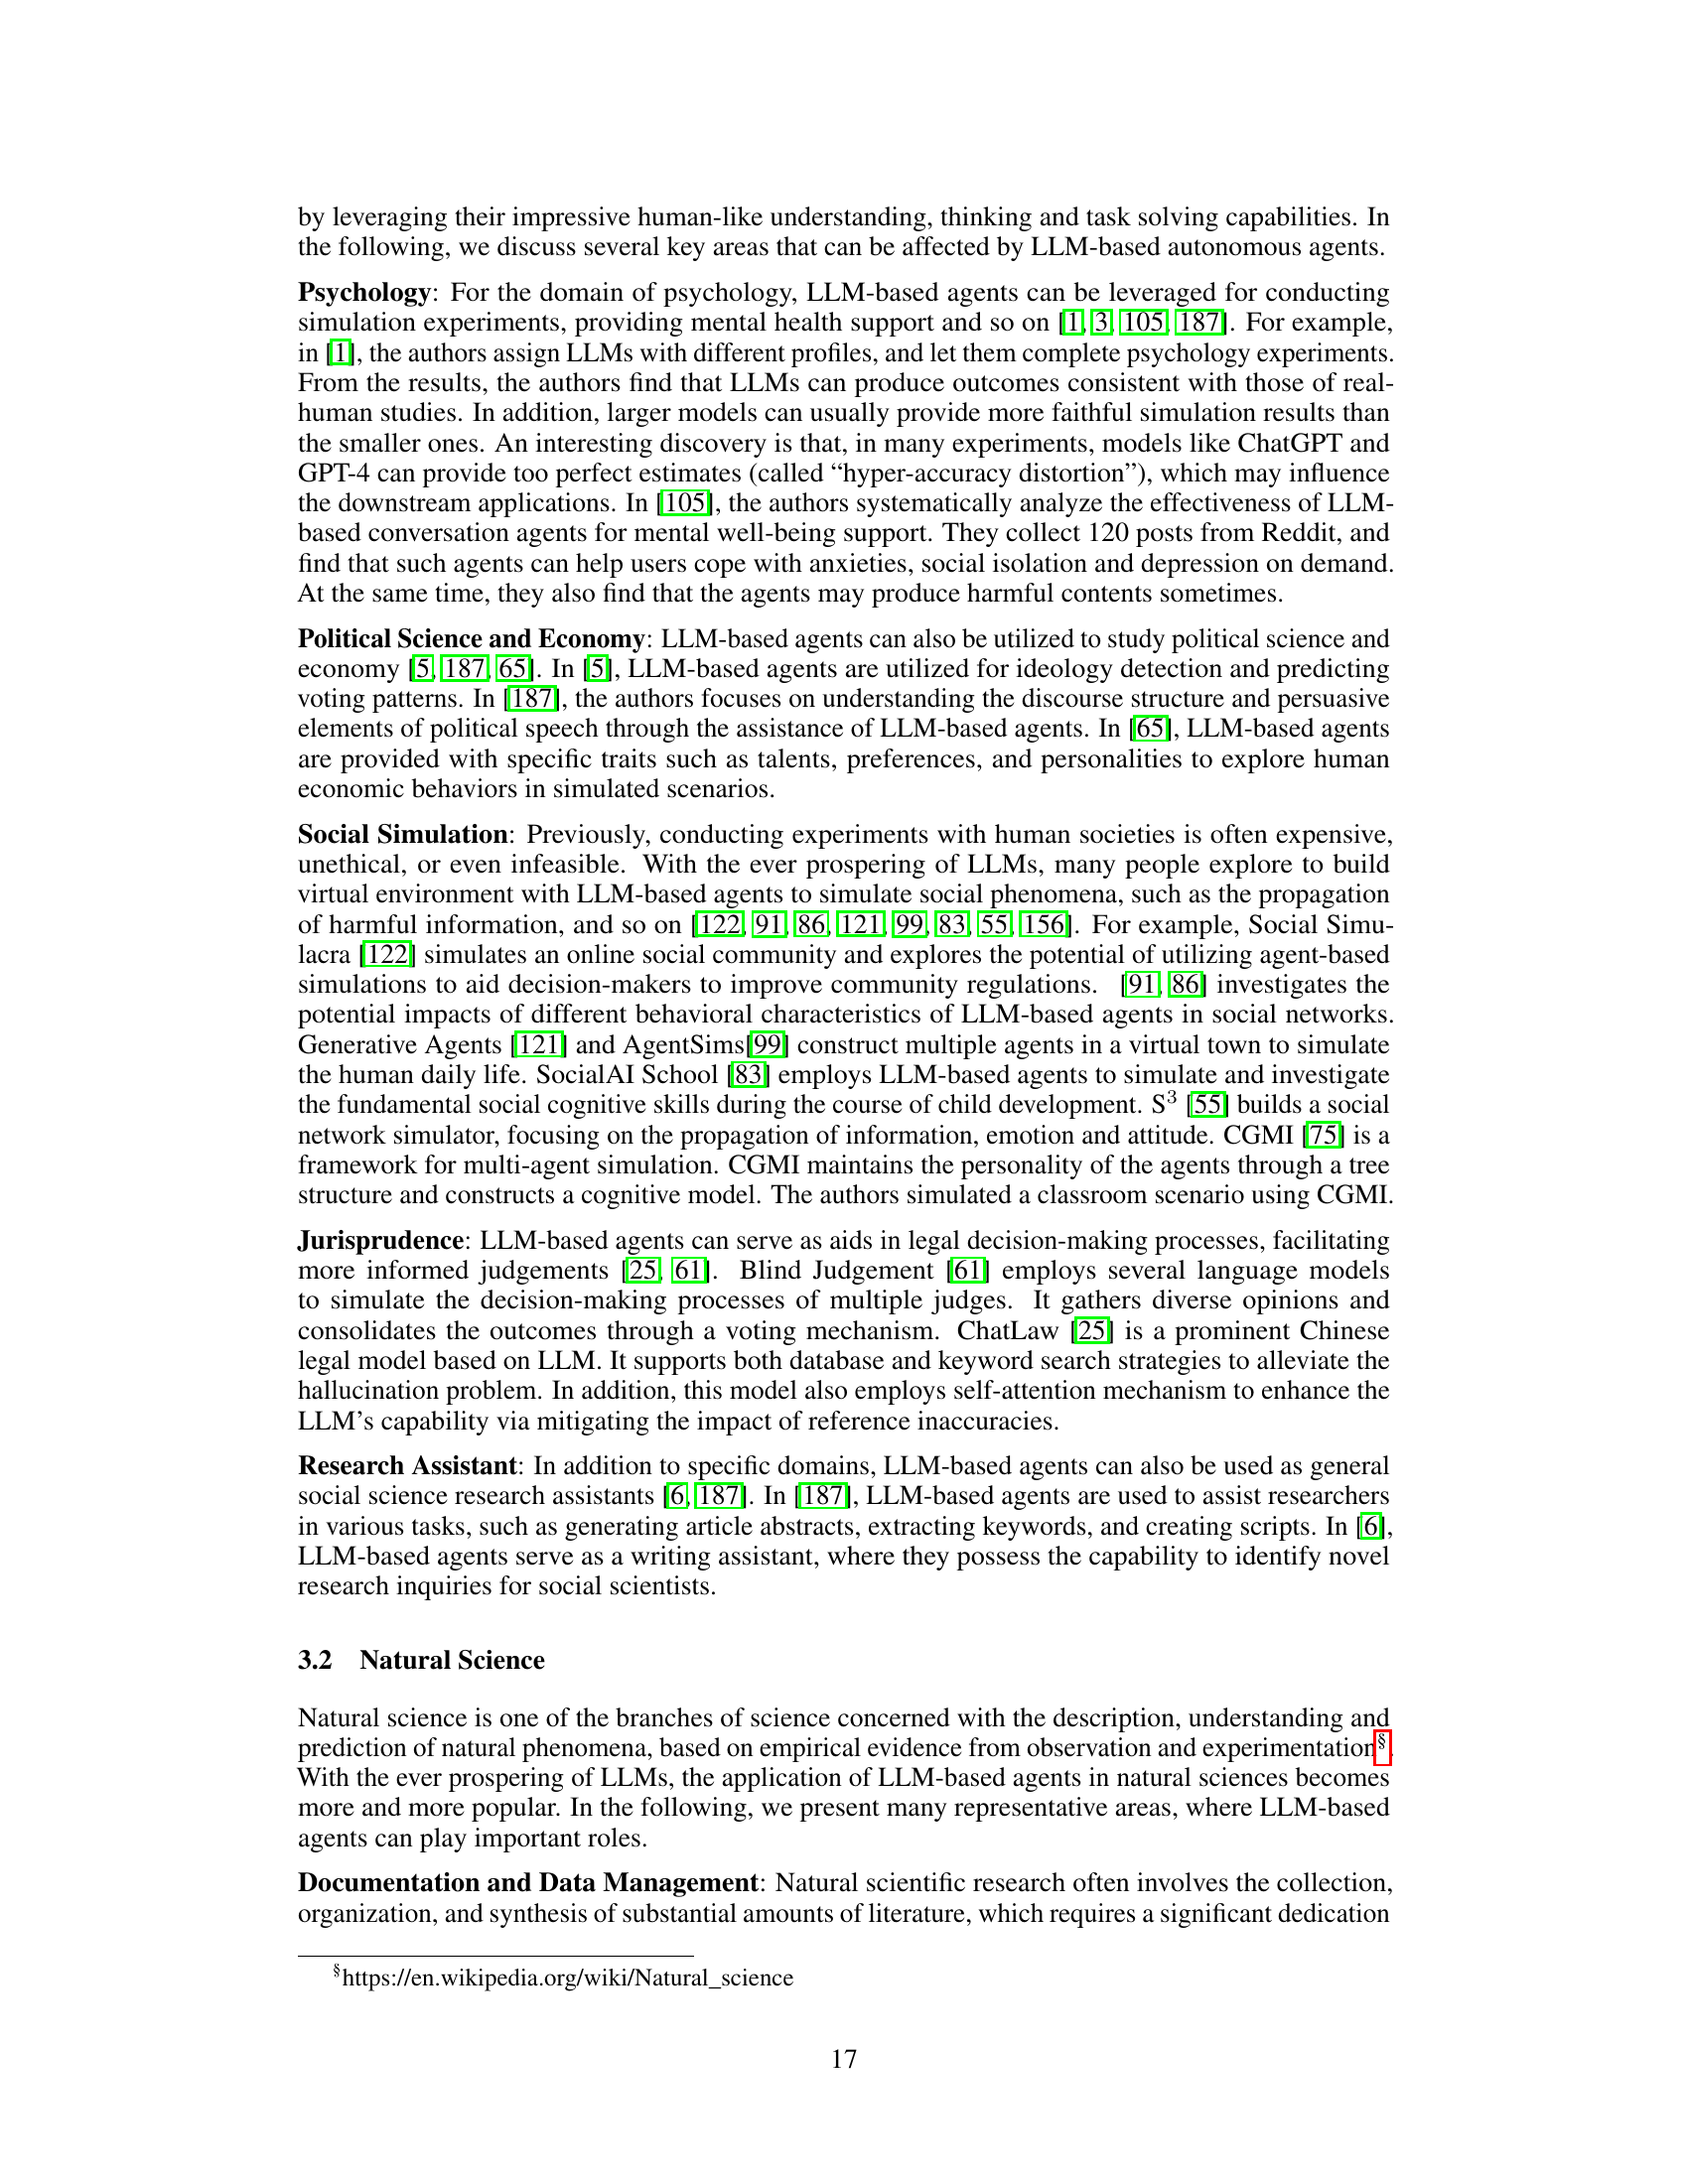 by leveraging their impressive human-like understanding, thinking and task solving capabilities. In
the following, we discuss several key areas that can be affected by LLM-based autonomous agents.
Psychology: For the domain of psychology, LLM-based agents can be leveraged for conducting
simulation experiments, providing mental health support and so on [1, 3, 105, 187]. For example,
in [1], the authors assign LLMs with different profiles, and let them complete psychology experiments.
From the results, the authors find that LLMs can produce outcomes consistent with those of real-
human studies. In addition, larger models can usually provide more faithful simulation results than
the smaller ones. An interesting discovery is that, in many experiments, models like ChatGPT and
GPT-4 can provide too perfect estimates (called “hyper-accuracy distortion”), which may influence
the downstream applications. In [105], the authors systematically analyze the effectiveness of LLM-
based conversation agents for mental well-being support. They collect 120 posts from Reddit, and
find that such agents can help users cope with anxieties, social isolation and depression on demand.
At the same time, they also find that the agents may produce harmful contents sometimes.
Political Science and Economy: LLM-based agents can also be utilized to study political science and
economy [5, 187, 65]. In [5], LLM-based agents are utilized for ideology detection and predicting
voting patterns. In [187], the authors focuses on understanding the discourse structure and persuasive
elements of political speech through the assistance of LLM-based agents. In [65], LLM-based agents
are provided with specific traits such as talents, preferences, and personalities to explore human
economic behaviors in simulated scenarios.
Social Simulation: Previously, conducting experiments with human societies is often expensive,
unethical, or even infeasible. With the ever prospering of LLMs, many people explore to build
virtual environment with LLM-based agents to simulate social phenomena, such as the propagation
of harmful information, and so on [122, 91, 86, 121, 99, 83, 55, 156]. For example, Social Simu-
lacra [122] simulates an online social community and explores the potential of utilizing agent-based
simulations to aid decision-makers to improve community regulations. [91, 86] investigates the
potential impacts of different behavioral characteristics of LLM-based agents in social networks.
Generative Agents [121] and AgentSims[99] construct multiple agents in a virtual town to simulate
the human daily life. SocialAI School [83] employs LLM-based agents to simulate and investigate
the fundamental social cognitive skills during the course of child development. S³ [55] builds a social
network simulator, focusing on the propagation of information, emotion and attitude. CGMI [75] is a
framework for multi-agent simulation. CGMI maintains the personality of the agents through a tree
structure and constructs a cognitive model. The authors simulated a classroom scenario using CGMI.
Jurisprudence: LLM-based agents can serve as aids in legal decision-making processes, facilitating
more informed judgements [25, 61]. Blind Judgement [61] employs several language models
to simulate the decision-making processes of multiple judges. It gathers diverse opinions and
consolidates the outcomes through a voting mechanism. ChatLaw [25] is a prominent Chinese
legal model based on LLM. It supports both database and keyword search strategies to alleviate the
hallucination problem. In addition, this model also employs self-attention mechanism to enhance the
LLM’s capability via mitigating the impact of reference inaccuracies.
Research Assistant: In addition to specific domains, LLM-based agents can also be used as general
social science research assistants [6, 187]. In [187], LLM-based agents are used to assist researchers
in various tasks, such as generating article abstracts, extracting keywords, and creating scripts. In [6],
LLM-based agents serve as a writing assistant, where they possess the capability to identify novel
research inquiries for social scientists.
3.2 Natural Science
Natural science is one of the branches of science concerned with the description, understanding and
prediction of natural phenomena, based on empirical evidence from observation and experimentation§.
With the ever prospering of LLMs, the application of LLM-based agents in natural sciences becomes
more and more popular. In the following, we present many representative areas, where LLM-based
agents can play important roles.
Documentation and Data Management: Natural scientific research often involves the collection,
organization, and synthesis of substantial amounts of literature, which requires a significant dedication
§https://en.wikipedia.org/wiki/Natural_science
17